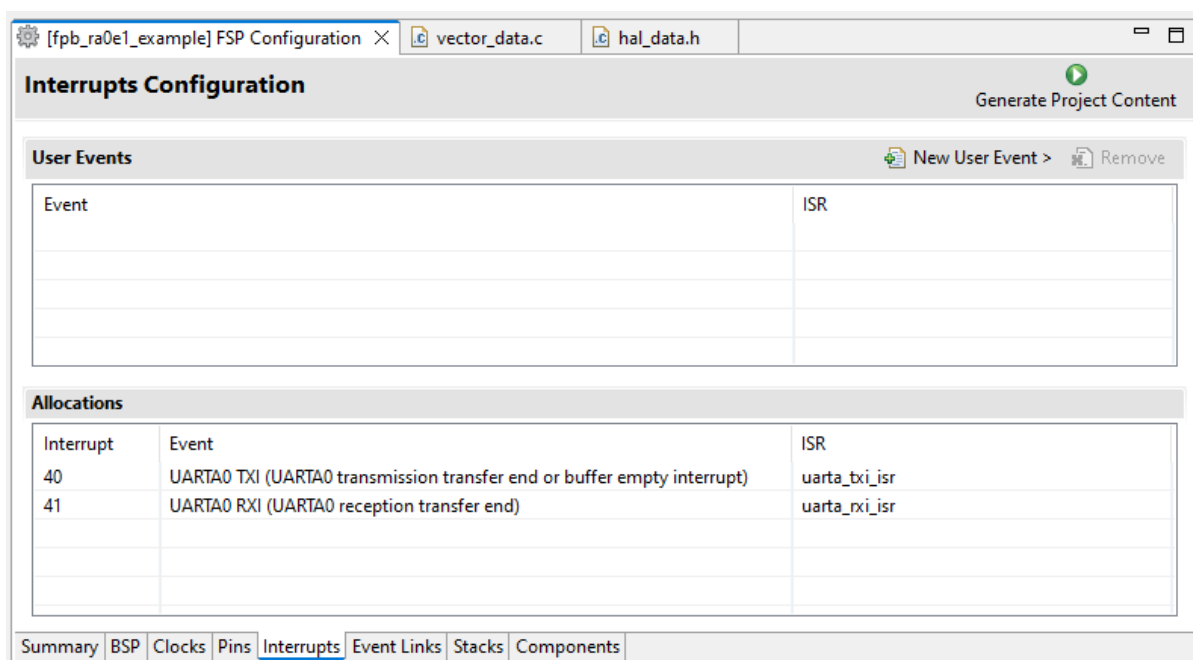 [fpb_ra0e1_example] FSP Configuration vector_data.c hal_data.h
Interrupts Configuration
Generate Project Content
User Events New User Event > Remove
Event ISR
Allocations
Interrupt Event ISR
40 UARTA0 TXI (UARTA0 transmission transfer end or buffer empty interrupt) uarta_txi_isr
41 UARTA0 RXI (UARTA0 reception transfer end) uarta_rxi_isr
Summary BSP Clocks Pins Interrupts Event Links Stacks Components